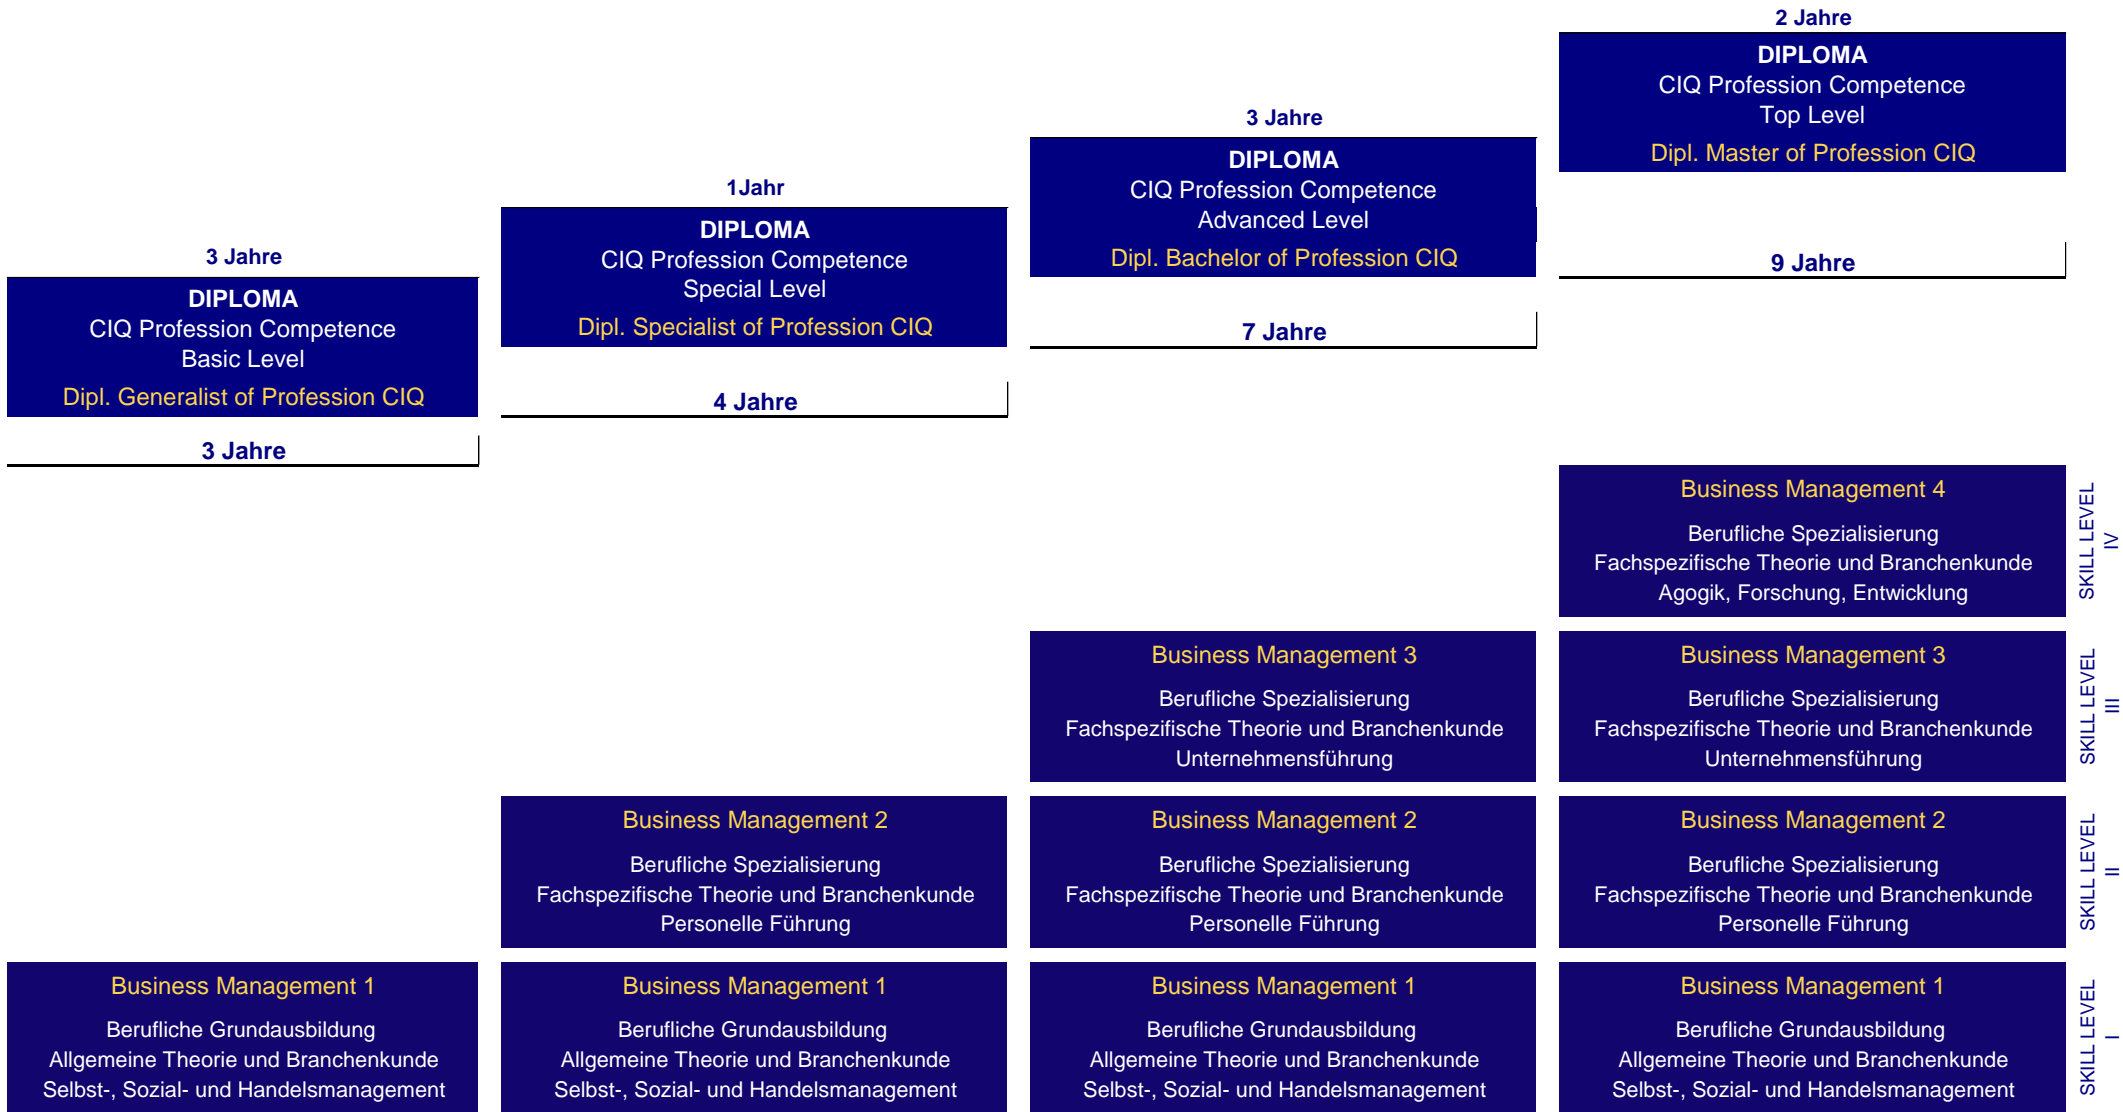 2 Jahre
DIPLOMA
CIQ Profession Competence
Top Level
Dipl. Master of Profession CIQ
9 Jahre
3 Jahre
DIPLOMA
CIQ Profession Competence
Advanced Level
Dipl. Bachelor of Profession CIQ
7 Jahre
1Jahr
DIPLOMA
CIQ Profession Competence
Special Level
Dipl. Specialist of Profession CIQ
4 Jahre
3 Jahre
DIPLOMA
CIQ Profession Competence
Basic Level
Dipl. Generalist of Profession CIQ
3 Jahre
Business Management 4
Berufliche Spezialisierung
Fachspezifische Theorie und Branchenkunde
Agogik, Forschung, Entwicklung
SKILL LEVEL
IV
Business Management 3
Berufliche Spezialisierung
Fachspezifische Theorie und Branchenkunde
Unternehmensführung
Business Management 3
Berufliche Spezialisierung
Fachspezifische Theorie und Branchenkunde
Unternehmensführung
SKILL LEVEL
III
Business Management 2
Berufliche Spezialisierung
Fachspezifische Theorie und Branchenkunde
Personelle Führung
Business Management 2
Berufliche Spezialisierung
Fachspezifische Theorie und Branchenkunde
Personelle Führung
Business Management 2
Berufliche Spezialisierung
Fachspezifische Theorie und Branchenkunde
Personelle Führung
SKILL LEVEL
II
Business Management 1
Berufliche Grundausbildung
Allgemeine Theorie und Branchenkunde
Selbst-, Sozial- und Handelsmanagement
Business Management 1
Berufliche Grundausbildung
Allgemeine Theorie und Branchenkunde
Selbst-, Sozial- und Handelsmanagement
Business Management 1
Berufliche Grundausbildung
Allgemeine Theorie und Branchenkunde
Selbst-, Sozial- und Handelsmanagement
Business Management 1
Berufliche Grundausbildung
Allgemeine Theorie und Branchenkunde
Selbst-, Sozial- und Handelsmanagement
SKILL LEVEL
I